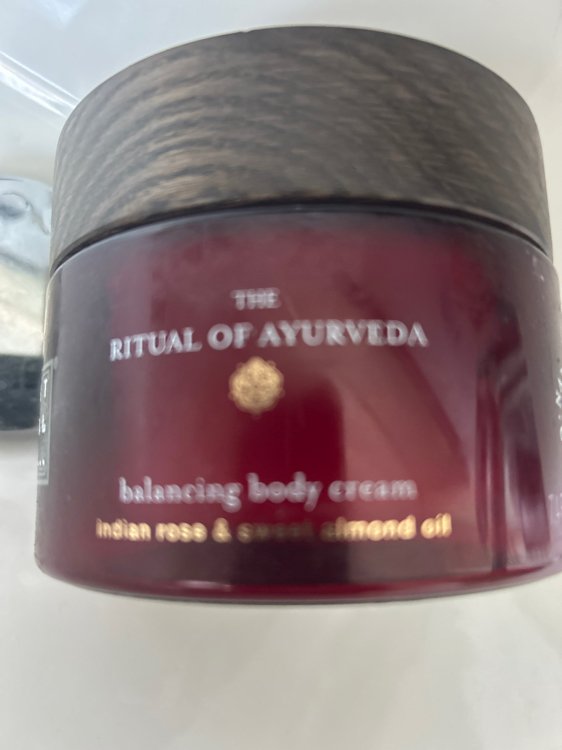 THE
RITUAL OF AYURVEDA
balancing body cream
indian rose & sweet almond oil